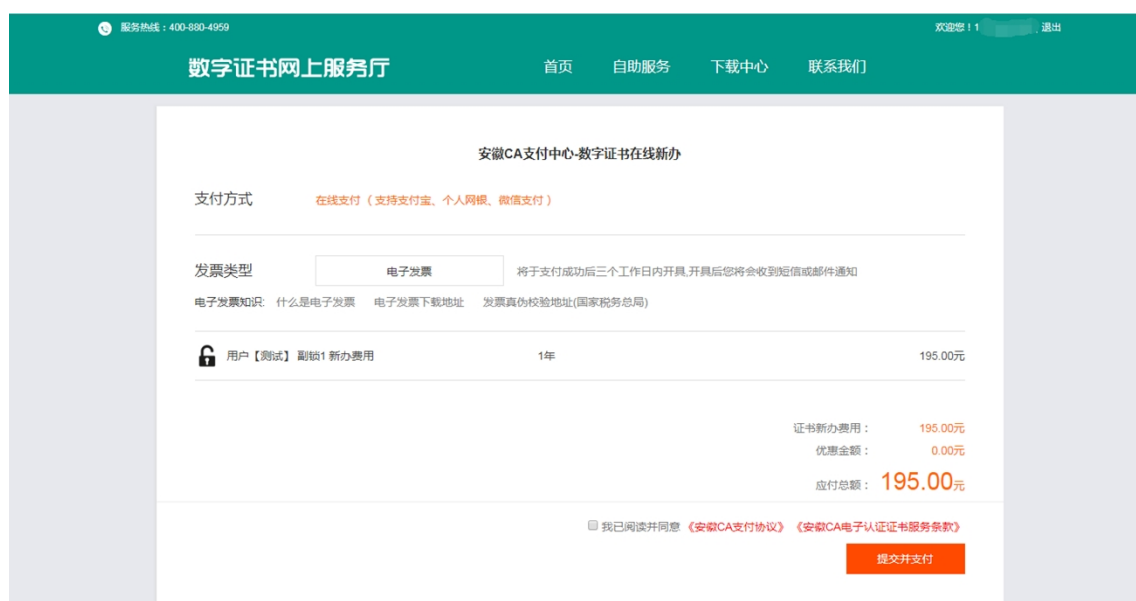 服务热线：400-880-4959
欢迎您！1 退出
数字证书网上服务厅 首页 自助服务 下载中心 联系我们
安徽CA支付中心-数字证书在线新办
支付方式 在线支付（支持支付宝、个人网银、微信支付）
发票类型 电子发票 将于支付成功后三个工作日内开具,开具后您将会收到短信或邮件通知
电子发票知识: 什么是电子发票 电子发票下载地址 发票真伪校验地址(国家税务总局)
用户【测试】 副锁1 新办费用 1年 195.00元
证书新办费用： 195.00元
优惠金额： 0.00元
应付总额： 195.00元
我已阅读并同意《安徽CA支付协议》《安徽CA电子认证证书服务条款》
提交并支付